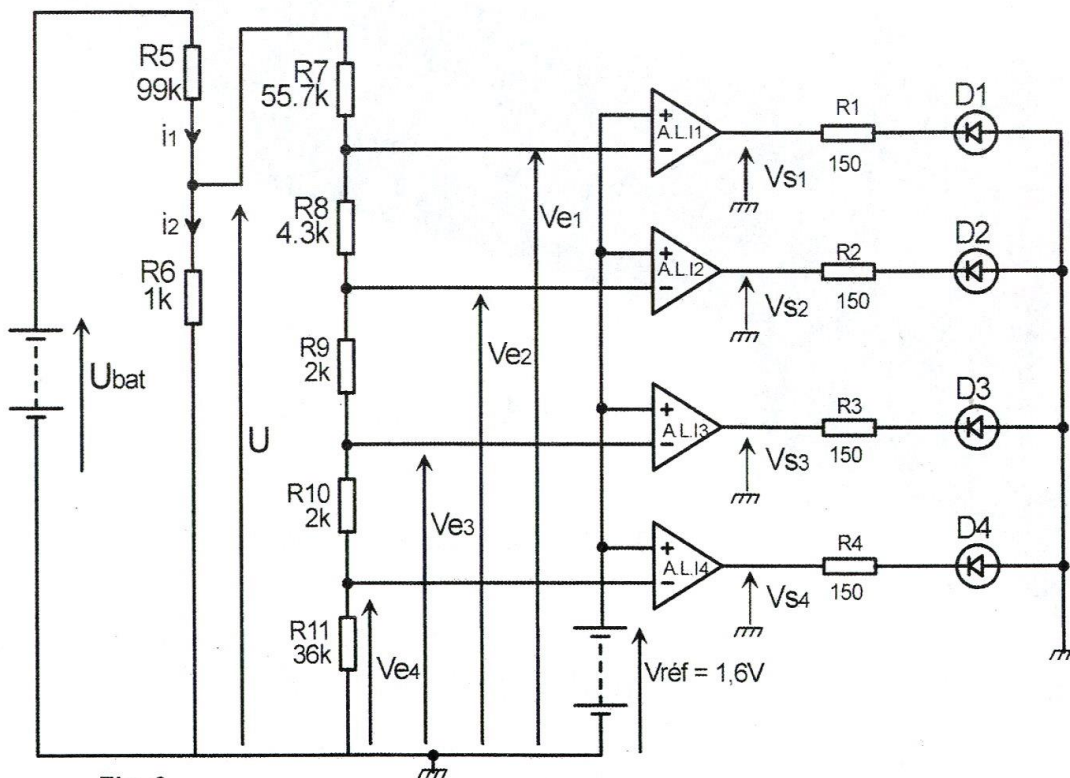 R5
99k
i1
i2
R6
1k
Ubat
U
R7
55.7k
R8
4.3k
R9
2k
R10
2k
R11
36k
Ve1
Ve2
Ve3
Ve4
+
A.L.I1
−
+
A.L.I2
−
+
A.L.I3
−
+
A.L.I4
−
Vs1
Vs2
Vs3
Vs4
R1
150
R2
150
R3
150
R4
150
D1
D2
D3
D4
Vréf = 1,6V